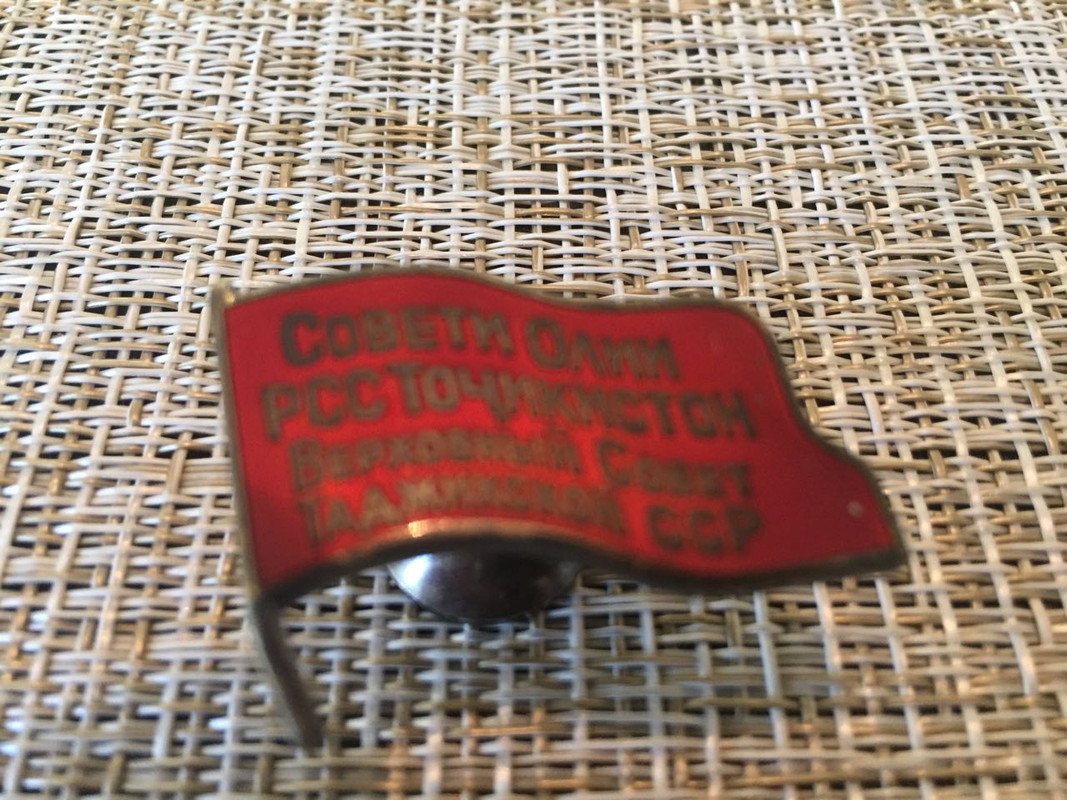 СОВЕТИ ОЛИИ
РСС ТОҶИКИСТОН
ВЕРХОВНЫЙ СОВЕТ
ТАДЖИКСКОЙ ССР